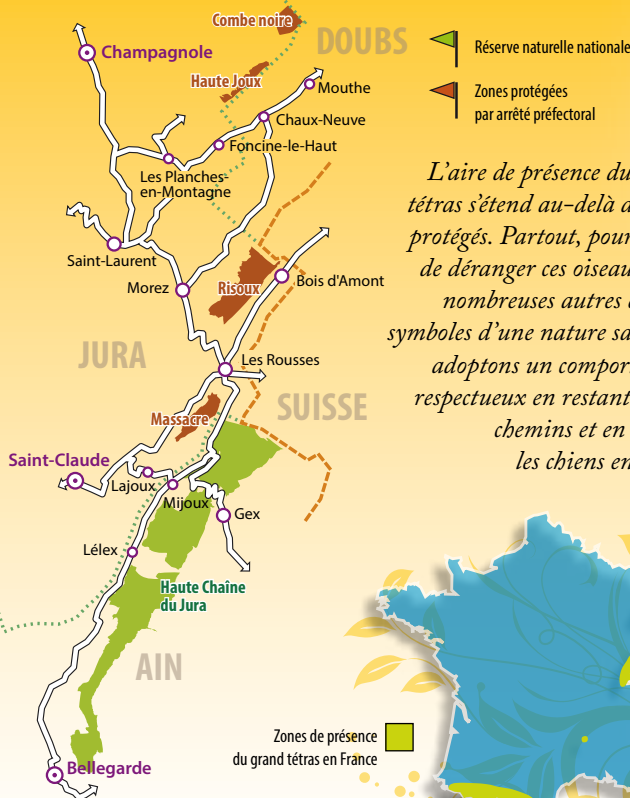 Combe noire
DOUBS
Champagnole
Haute Joux
Mouthe
Chaux-Neuve
Foncine-le-Haut
Les Planches-
en-Montagne
Saint-Laurent
Morez
Risoux
Bois d'Amont
JURA
Les Rousses
SUISSE
Massacre
Saint-Claude
Lajoux
Mijoux
Gex
Lélex
Haute Chaîne
du Jura
AIN
Bellegarde
Réserve naturelle nationale
Zones protégées
par arrêté préfectoral
L'aire de présence du
tétras s'étend au-delà
protégés. Partout, pour
de déranger ces oiseau
nombreuses autres
symboles d'une nature sa
adoptons un compor
respectueux en restant
chemins et en
les chiens en
Zones de présence
du grand tétras en France